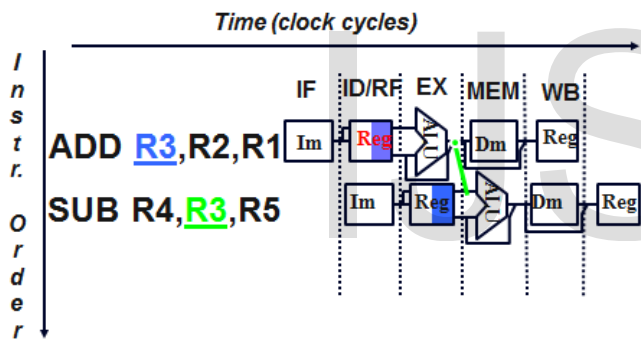 Time (clock cycles)
Instr. Order
IF ID/RF EX MEM WB
ADD R3,R2,R1 Im Reg ALU Dm Reg
SUB R4,R3,R5 Im Reg ALU Dm Reg
IJS